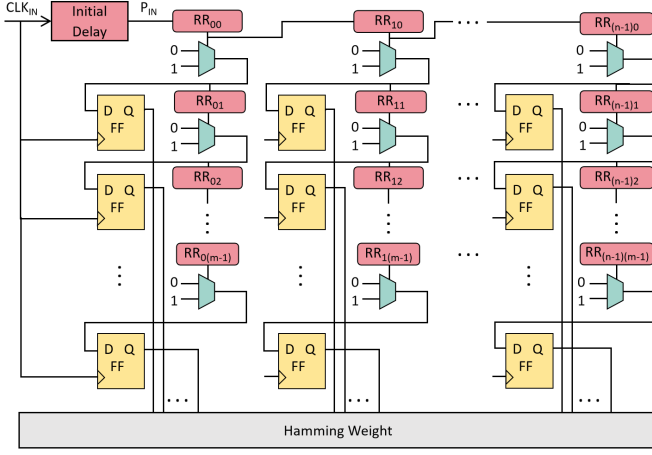 CLK_IN Initial Delay P_IN RR_00 RR_10 ... RR_(n-1)0
0 0 0
1 1 1
D Q RR_01 D Q RR_11 ... D Q RR_(n-1)1
FF 0 FF 0 FF 0
1 1 1
D Q RR_02 D Q RR_12 ... D Q RR_(n-1)2
FF FF FF
RR_0(m-1) RR_1(m-1) ... RR_(n-1)(m-1)
0 0 0
1 1 1
D Q D Q D Q
FF FF FF
... ... ...
Hamming Weight